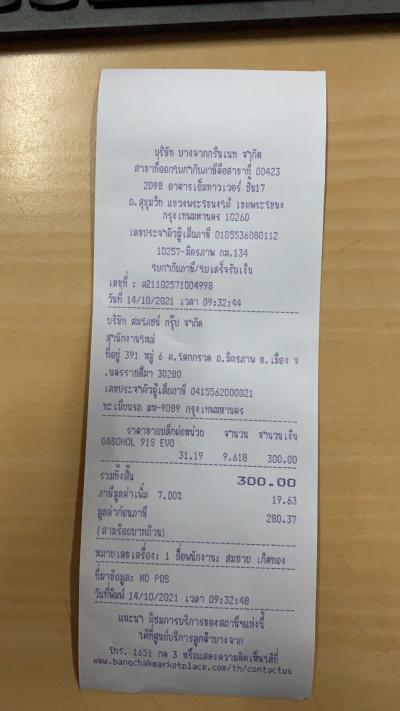 บริษัท บางจากกรีนเนท จำกัด
สาขาที่ออกใบกำกับภาษีคือสาขาที่ 00423
2098 อาคารเอ็มทาวเวอร์ ชั้น17
ถ.สุขุมวิท แขวงพระโขนงใต้ เขตพระโขนง
กรุงเทพมหานคร 10260
เลขประจำตัวผู้เสียภาษี 0105536080112
10257-มิตรภาพ กม.134
ใบกำกับภาษี/ใบเสร็จรับเงิน
เลขที่ : ม21102571004998
วันที่ 14/10/2021 เวลา 09:32:44
บริษัท สมโภชน์ กรุ๊ป จำกัด
สำนักงานใหญ่
ที่อยู่ 391 หมู่ 6 ต.โคกกรวด ถ.มิตรภาพ อ.เมือง จ
.นครราชสีมา 30280
เลขประจำตัวผู้เสียภาษี 0415562000021
ทะเบียนรถ มห-9089 กรุงเทพมหานคร
ราคาขายปลีกต่อหน่วย จำนวน จำนวนเงิน
GASOHOL 91S EVO
31.19 9.618 300.00
รวมทั้งสิ้น 300.00
ภาษีมูลค่าเพิ่ม 7.00% 19.63
มูลค่าก่อนภาษี 280.37
(สามร้อยบาทถ้วน)
หมายเลขเครื่อง: 1 ชื่อพนักงาน: สมชาย เกิดทอง
ที่มาข้อมูล: NO POS
วันที่พิมพ์ 14/10/2021 เวลา 09:32:48
แนะนำ ติชมการบริการของสถานีฯแห่งนี้
ได้ที่ศูนย์บริการลูกค้าบางจาก
โทร. 1651 กด 3 หรือแสดงความคิดเห็นได้ที่
www.bangchakmarketplace.com/th/contactus